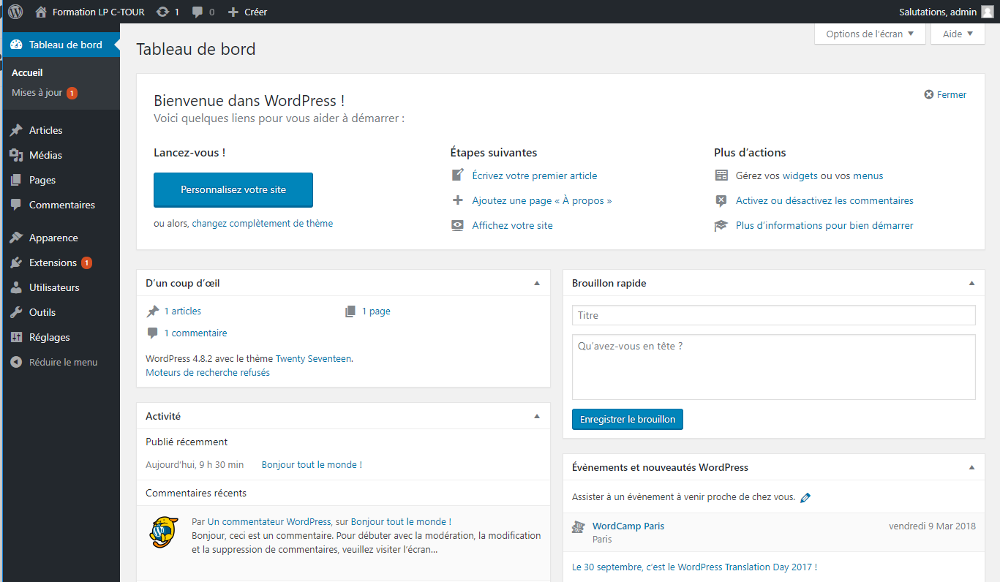 Formation LP C-TOUR 1 0 Créer
Salutations, admin
Options de l’écran
Aide
Tableau de bord
Accueil
Mises à jour 1
Articles
Médias
Pages
Commentaires
Apparence
Extensions 1
Utilisateurs
Outils
Réglages
Réduire le menu
Tableau de bord
Bienvenue dans WordPress !
Voici quelques liens pour vous aider à démarrer :
Fermer
Lancez-vous !
Personnalisez votre site
ou alors, changez complètement de thème
Étapes suivantes
Écrivez votre premier article
Ajoutez une page « À propos »
Affichez votre site
Plus d’actions
Gérez vos widgets ou vos menus
Activez ou désactivez les commentaires
Plus d’informations pour bien démarrer
D’un coup d’œil
1 articles
1 page
1 commentaire
WordPress 4.8.2 avec le thème Twenty Seventeen.
Moteurs de recherche refusés
Activité
Publié récemment
Aujourd’hui, 9 h 30 min Bonjour tout le monde !
Commentaires récents
Par Un commentateur WordPress, sur Bonjour tout le monde !
Bonjour, ceci est un commentaire. Pour débuter avec la modération, la modification
et la suppression de commentaires, veuillez visiter l’écran…
Brouillon rapide
Titre
Qu’avez-vous en tête ?
Enregistrer le brouillon
Évènements et nouveautés WordPress
Assister à un évènement à venir proche de chez vous.
WordCamp Paris vendredi 9 Mar 2018
Paris
Le 30 septembre, c’est le WordPress Translation Day 2017 !